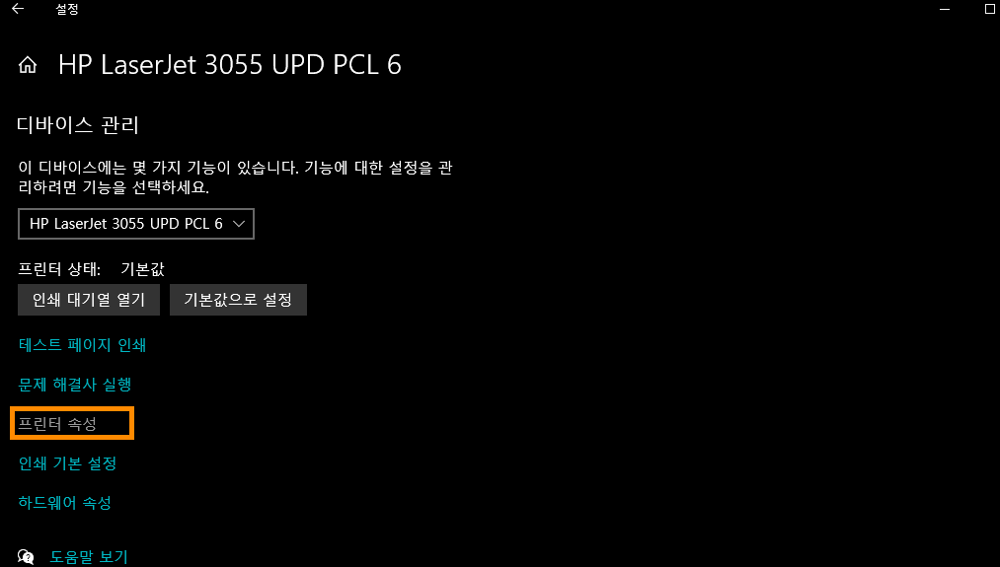 설정
HP LaserJet 3055 UPD PCL 6
디바이스 관리
이 디바이스에는 몇 가지 기능이 있습니다. 기능에 대한 설정을 관
리하려면 기능을 선택하세요.
HP LaserJet 3055 UPD PCL 6
프린터 상태: 기본값
인쇄 대기열 열기 기본값으로 설정
테스트 페이지 인쇄
문제 해결사 실행
프린터 속성
인쇄 기본 설정
하드웨어 속성
도움말 보기